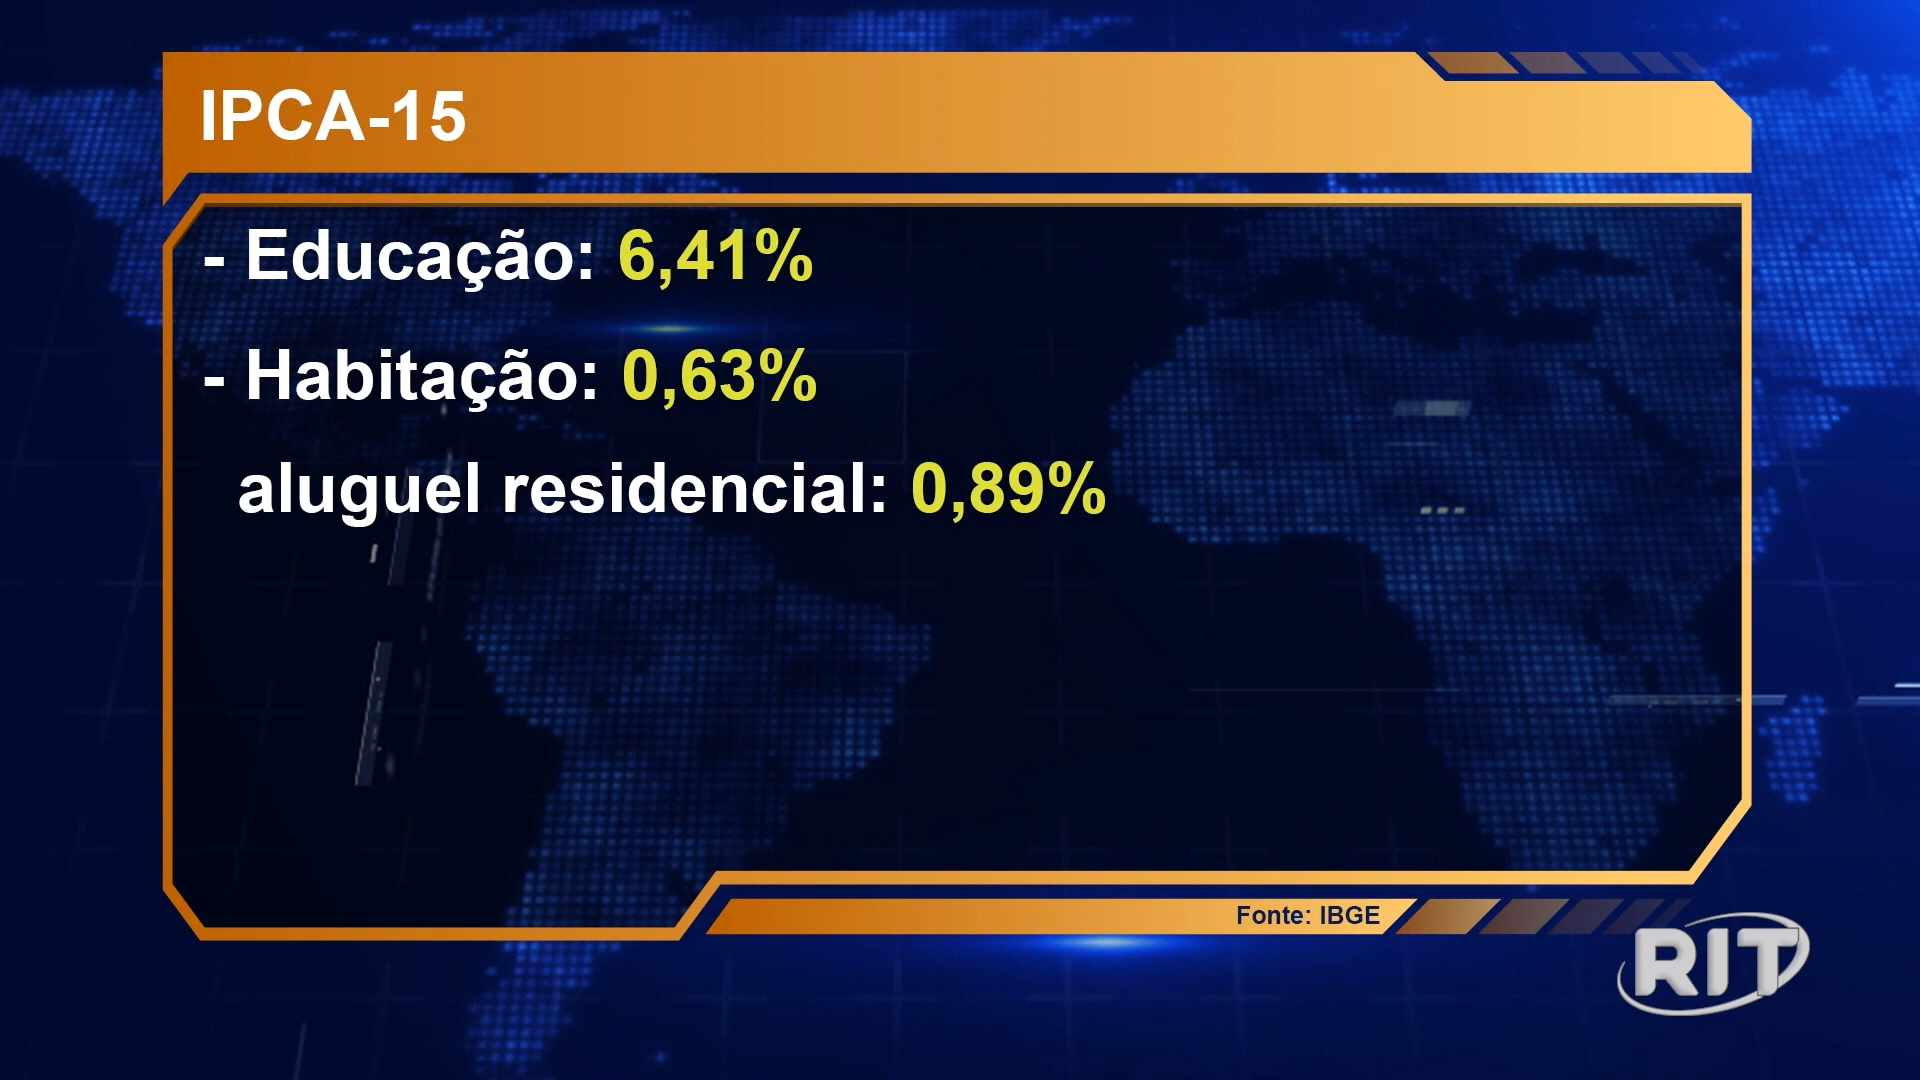 IPCA-15
- Educação: 6,41%
- Habitação: 0,63%
aluguel residencial: 0,89%
Fonte: IBGE
RIT